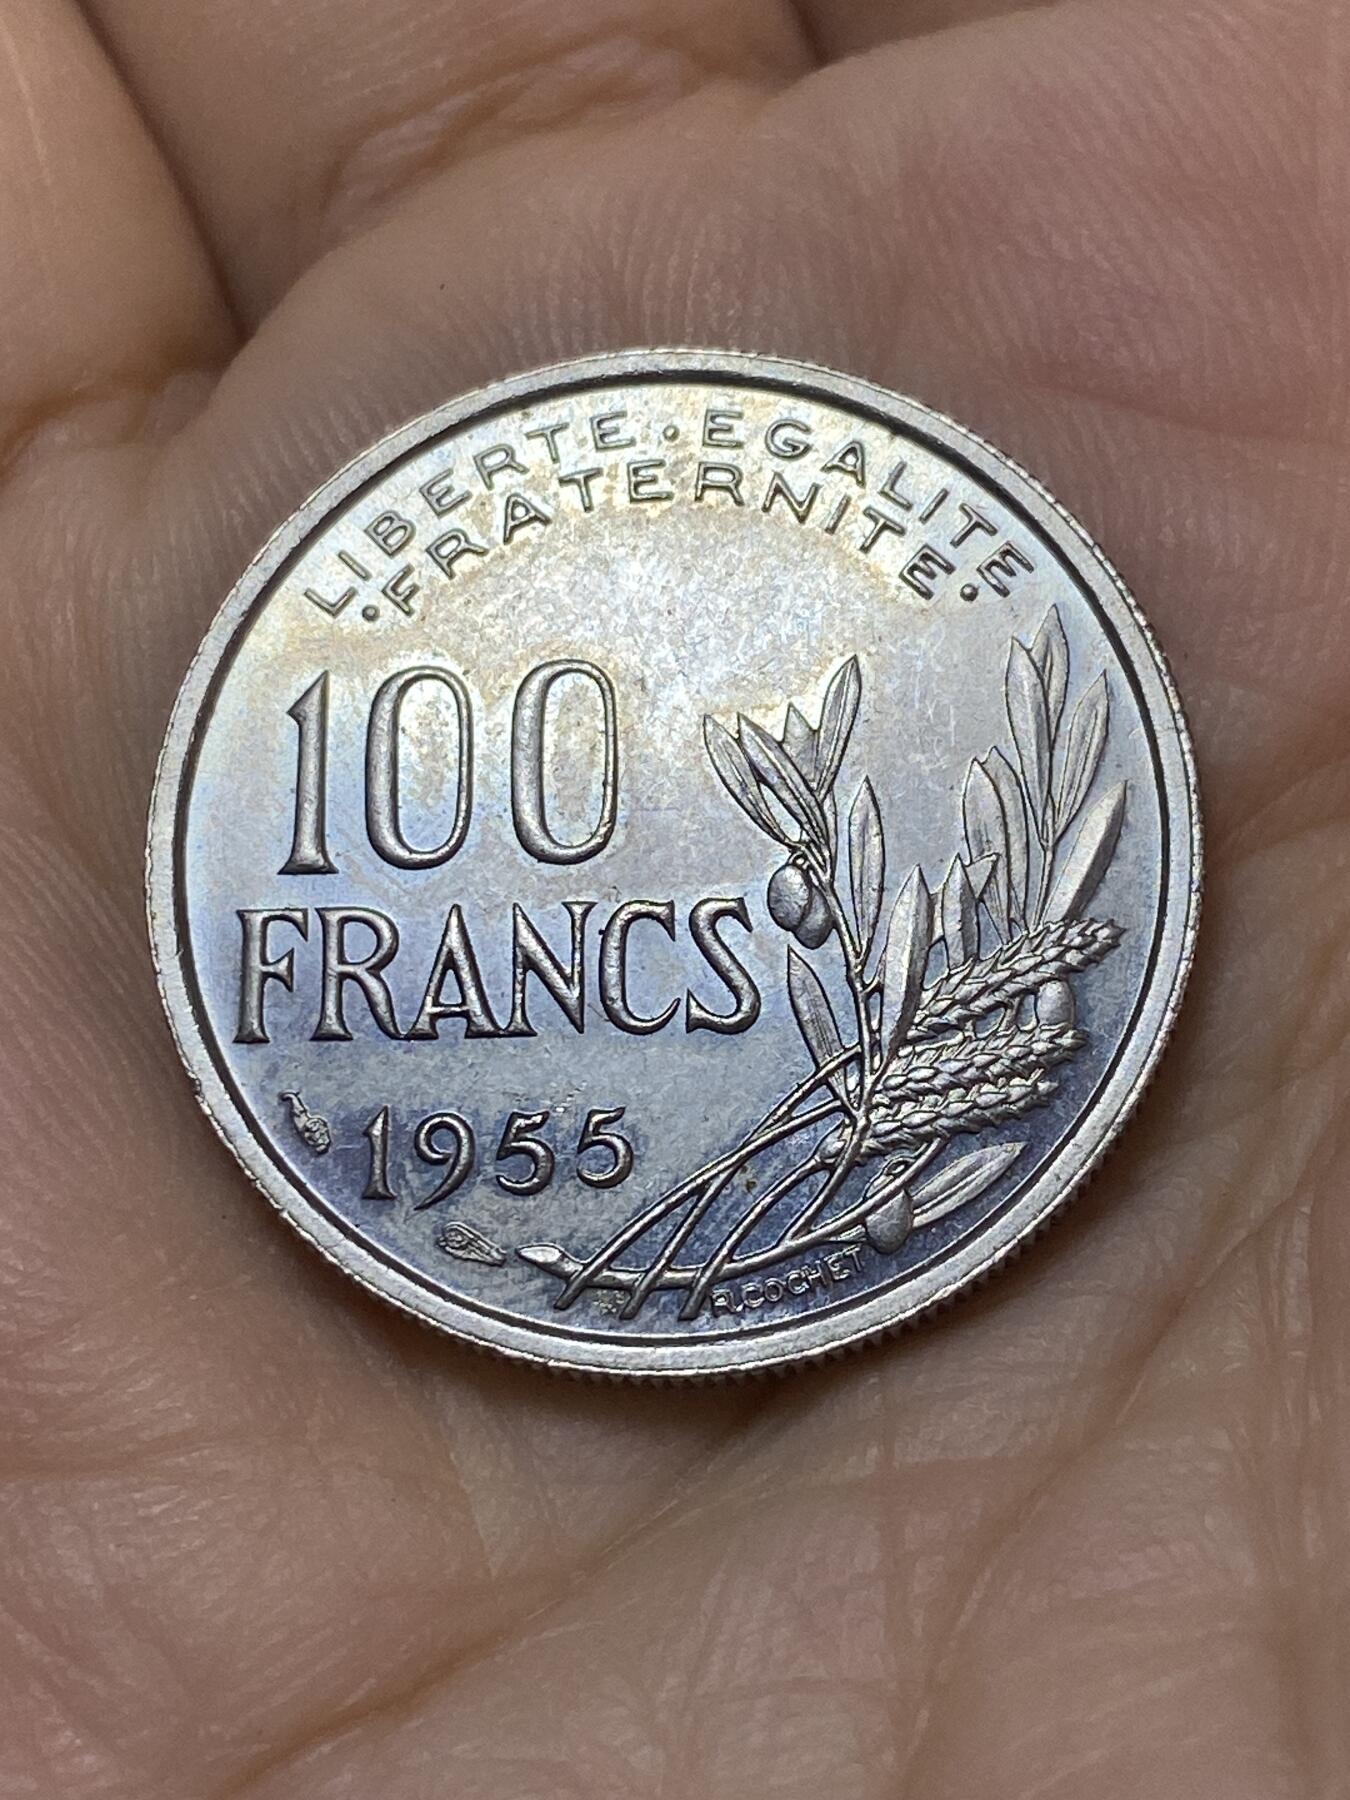 LIBERTE·EGALITE
·FRATERNITE·
100
FRANCS
1955
R.COCHET